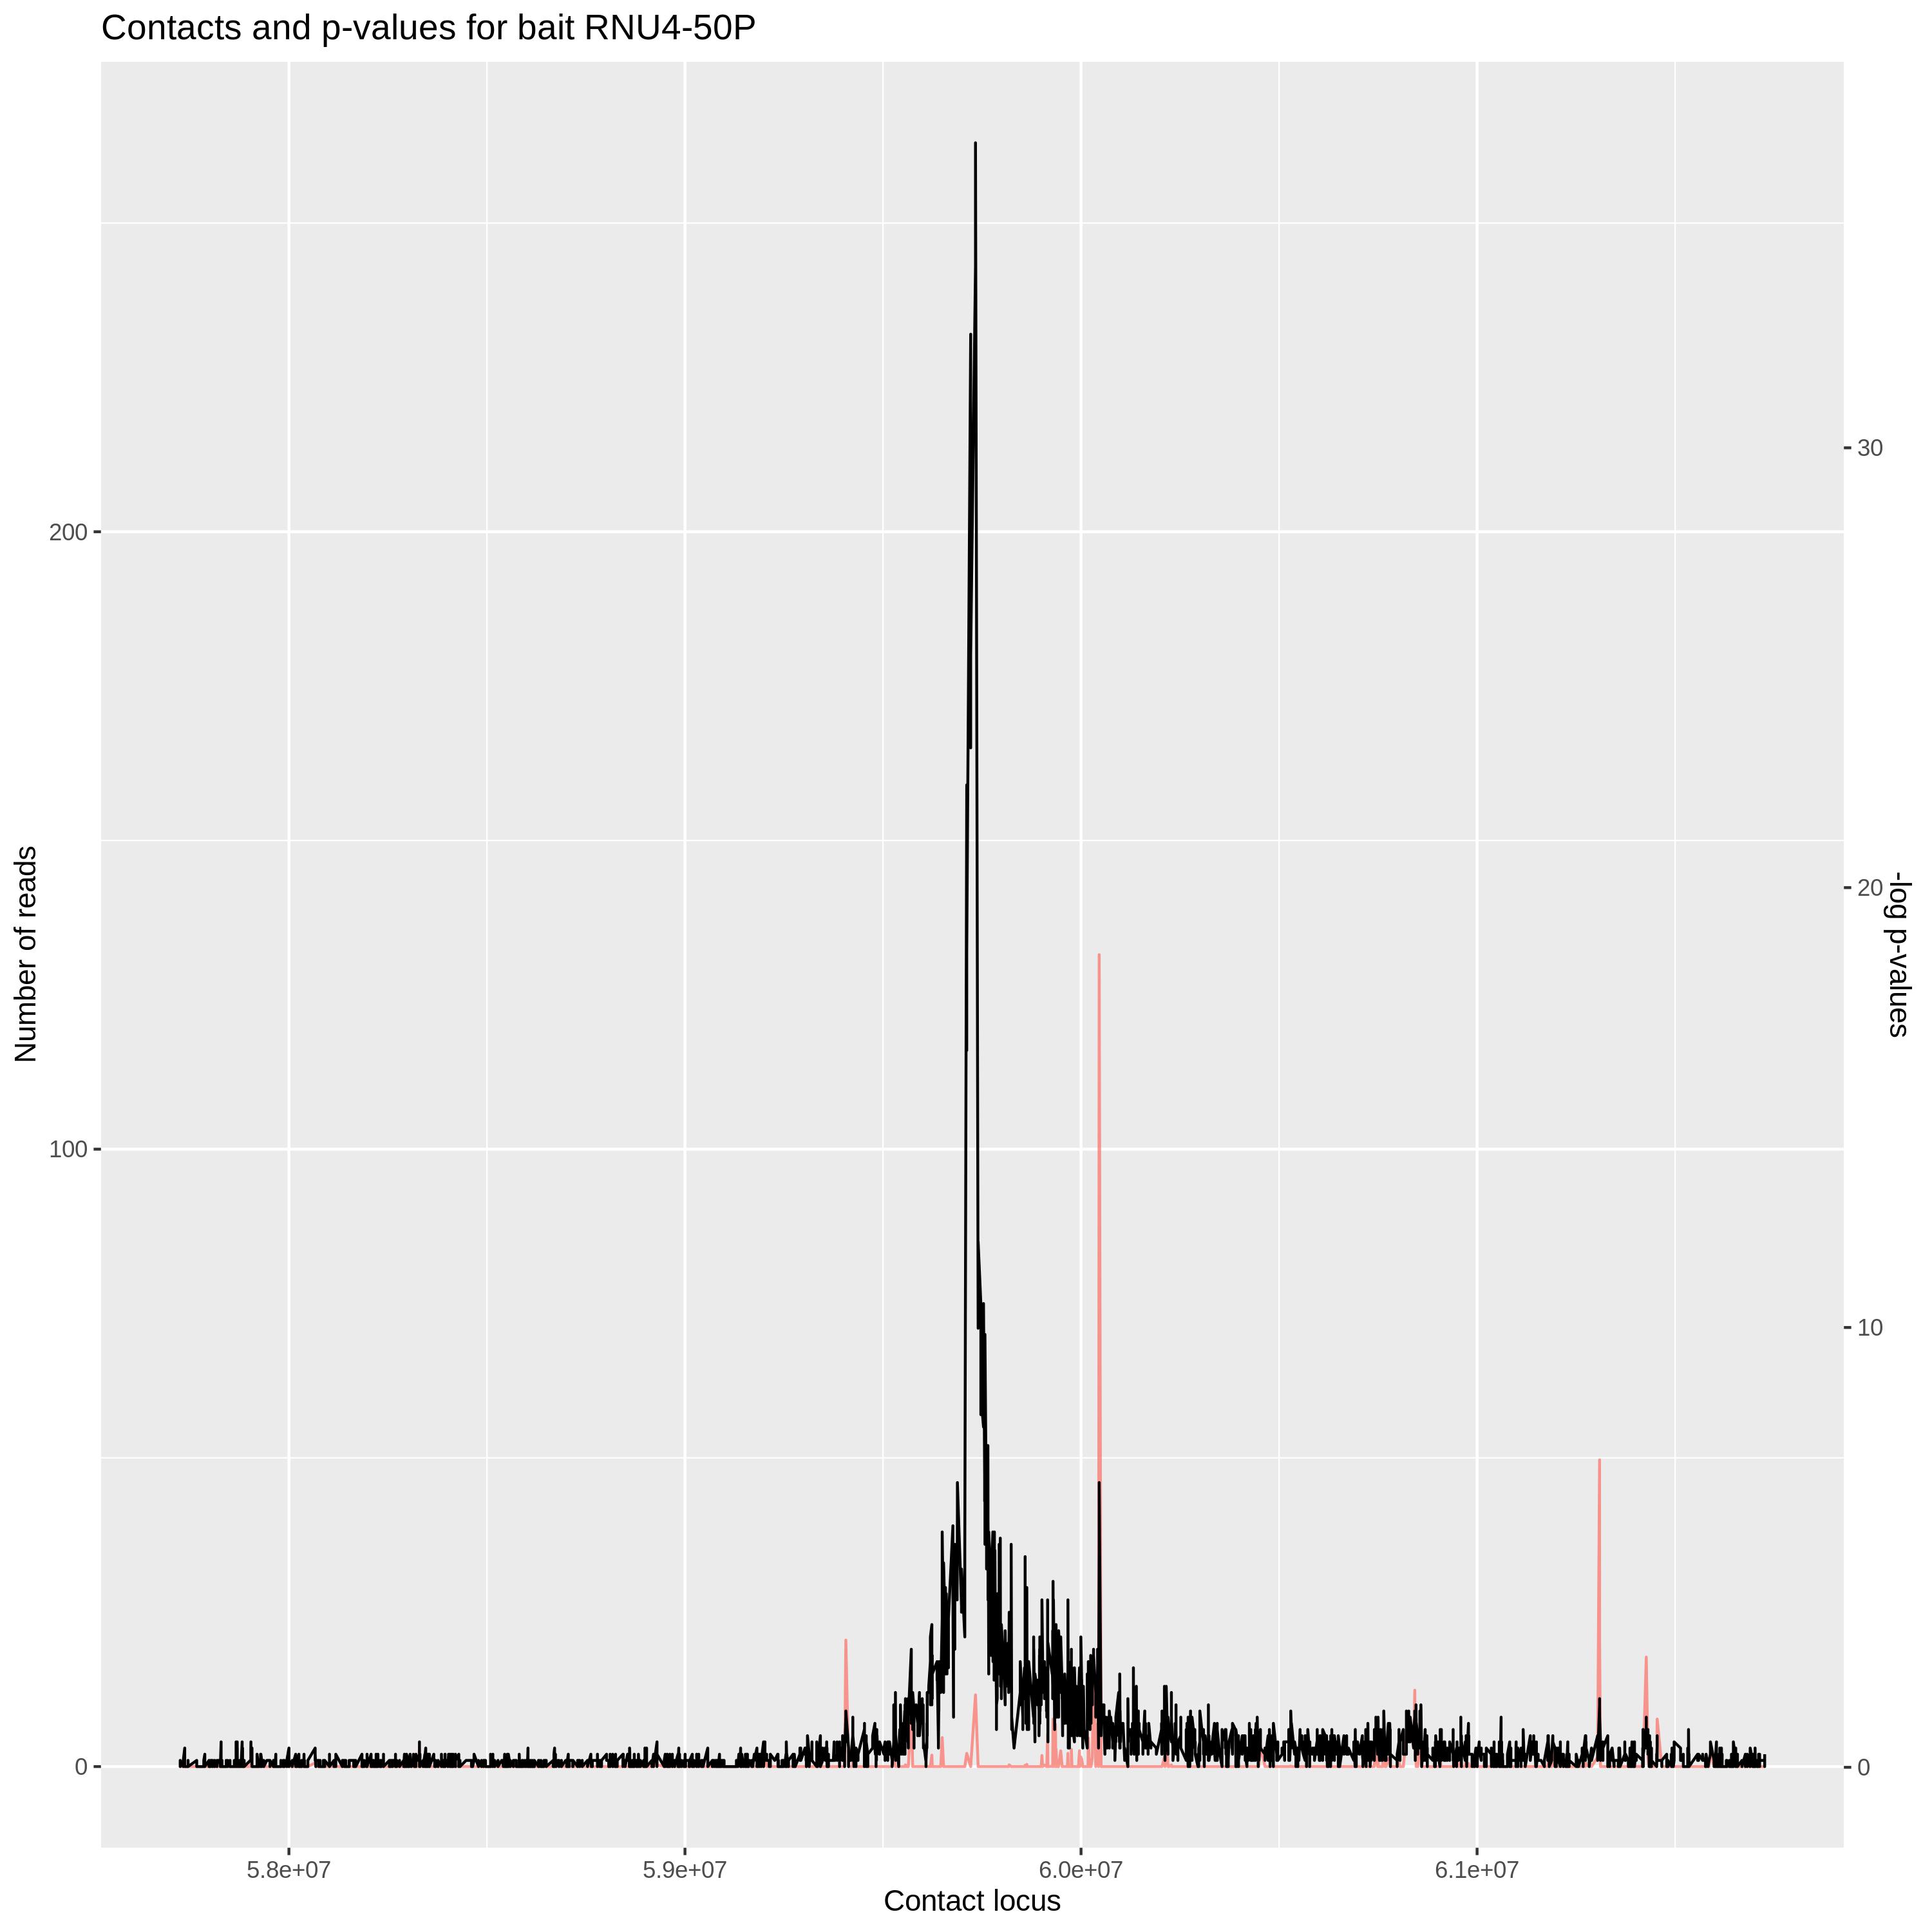 Contacts and p-values for bait RNU4-50P
Number of reads
200
100
0
30
20
10
0
-log p-values
5.8e+07
5.9e+07
6.0e+07
6.1e+07
Contact locus